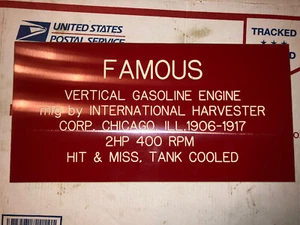 UNITED STATES
POSTAL SERVICE
TRACKED
FAMOUS
VERTICAL GASOLINE ENGINE
mfg by INTERNATIONAL HARVESTER
CORP. CHICAGO, ILL. 1906-1917
2HP 400 RPM
HIT & MISS, TANK COOLED